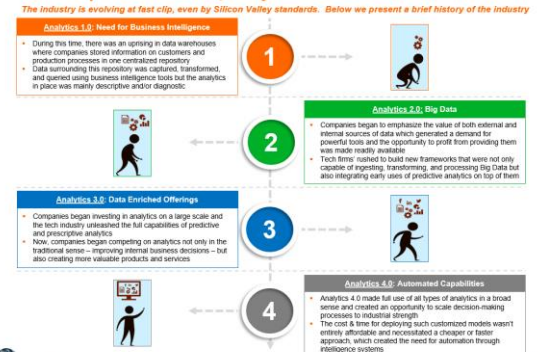 The industry is evolving at fast clip, even by Silicon Valley standards. Below we present a brief history of the industry
Analytics 1.0: Need for Business Intelligence
• During this time, there was an uprising in data warehouses
where companies stored information on customers and
production processes in one centralized repository
• Data surrounding this repository was captured, transformed,
and queried using business intelligence tools but the analytics
in place was mainly descriptive and/or diagnostic
1
Analytics 2.0: Big Data
• Companies began to emphasize the value of both external and
internal sources of data which generated a demand for
powerful tools and the opportunity to profit from providing them
was made readily available
• Tech firms' rushed to build new frameworks that were not only
capable of ingesting, transforming, and processing Big Data but
also integrating early uses of predictive analytics on top of them
2
Analytics 3.0: Data Enriched Offerings
• Companies began investing in analytics on a large scale and
the tech industry unleashed the full capabilities of predictive
and prescriptive analytics
• Now, companies began competing on analytics not only in the
traditional sense – improving internal business decisions – but
also creating more valuable products and services
3
Analytics 4.0: Automated Capabilities
• Analytics 4.0 made full use of all types of analytics in a broad
sense and created an opportunity to scale decision-making
processes to industrial strength
• The cost & time for deploying such customized models wasn't
entirely affordable and necessitated a cheaper or faster
approach, which created the need for automation through
intelligence systems
4